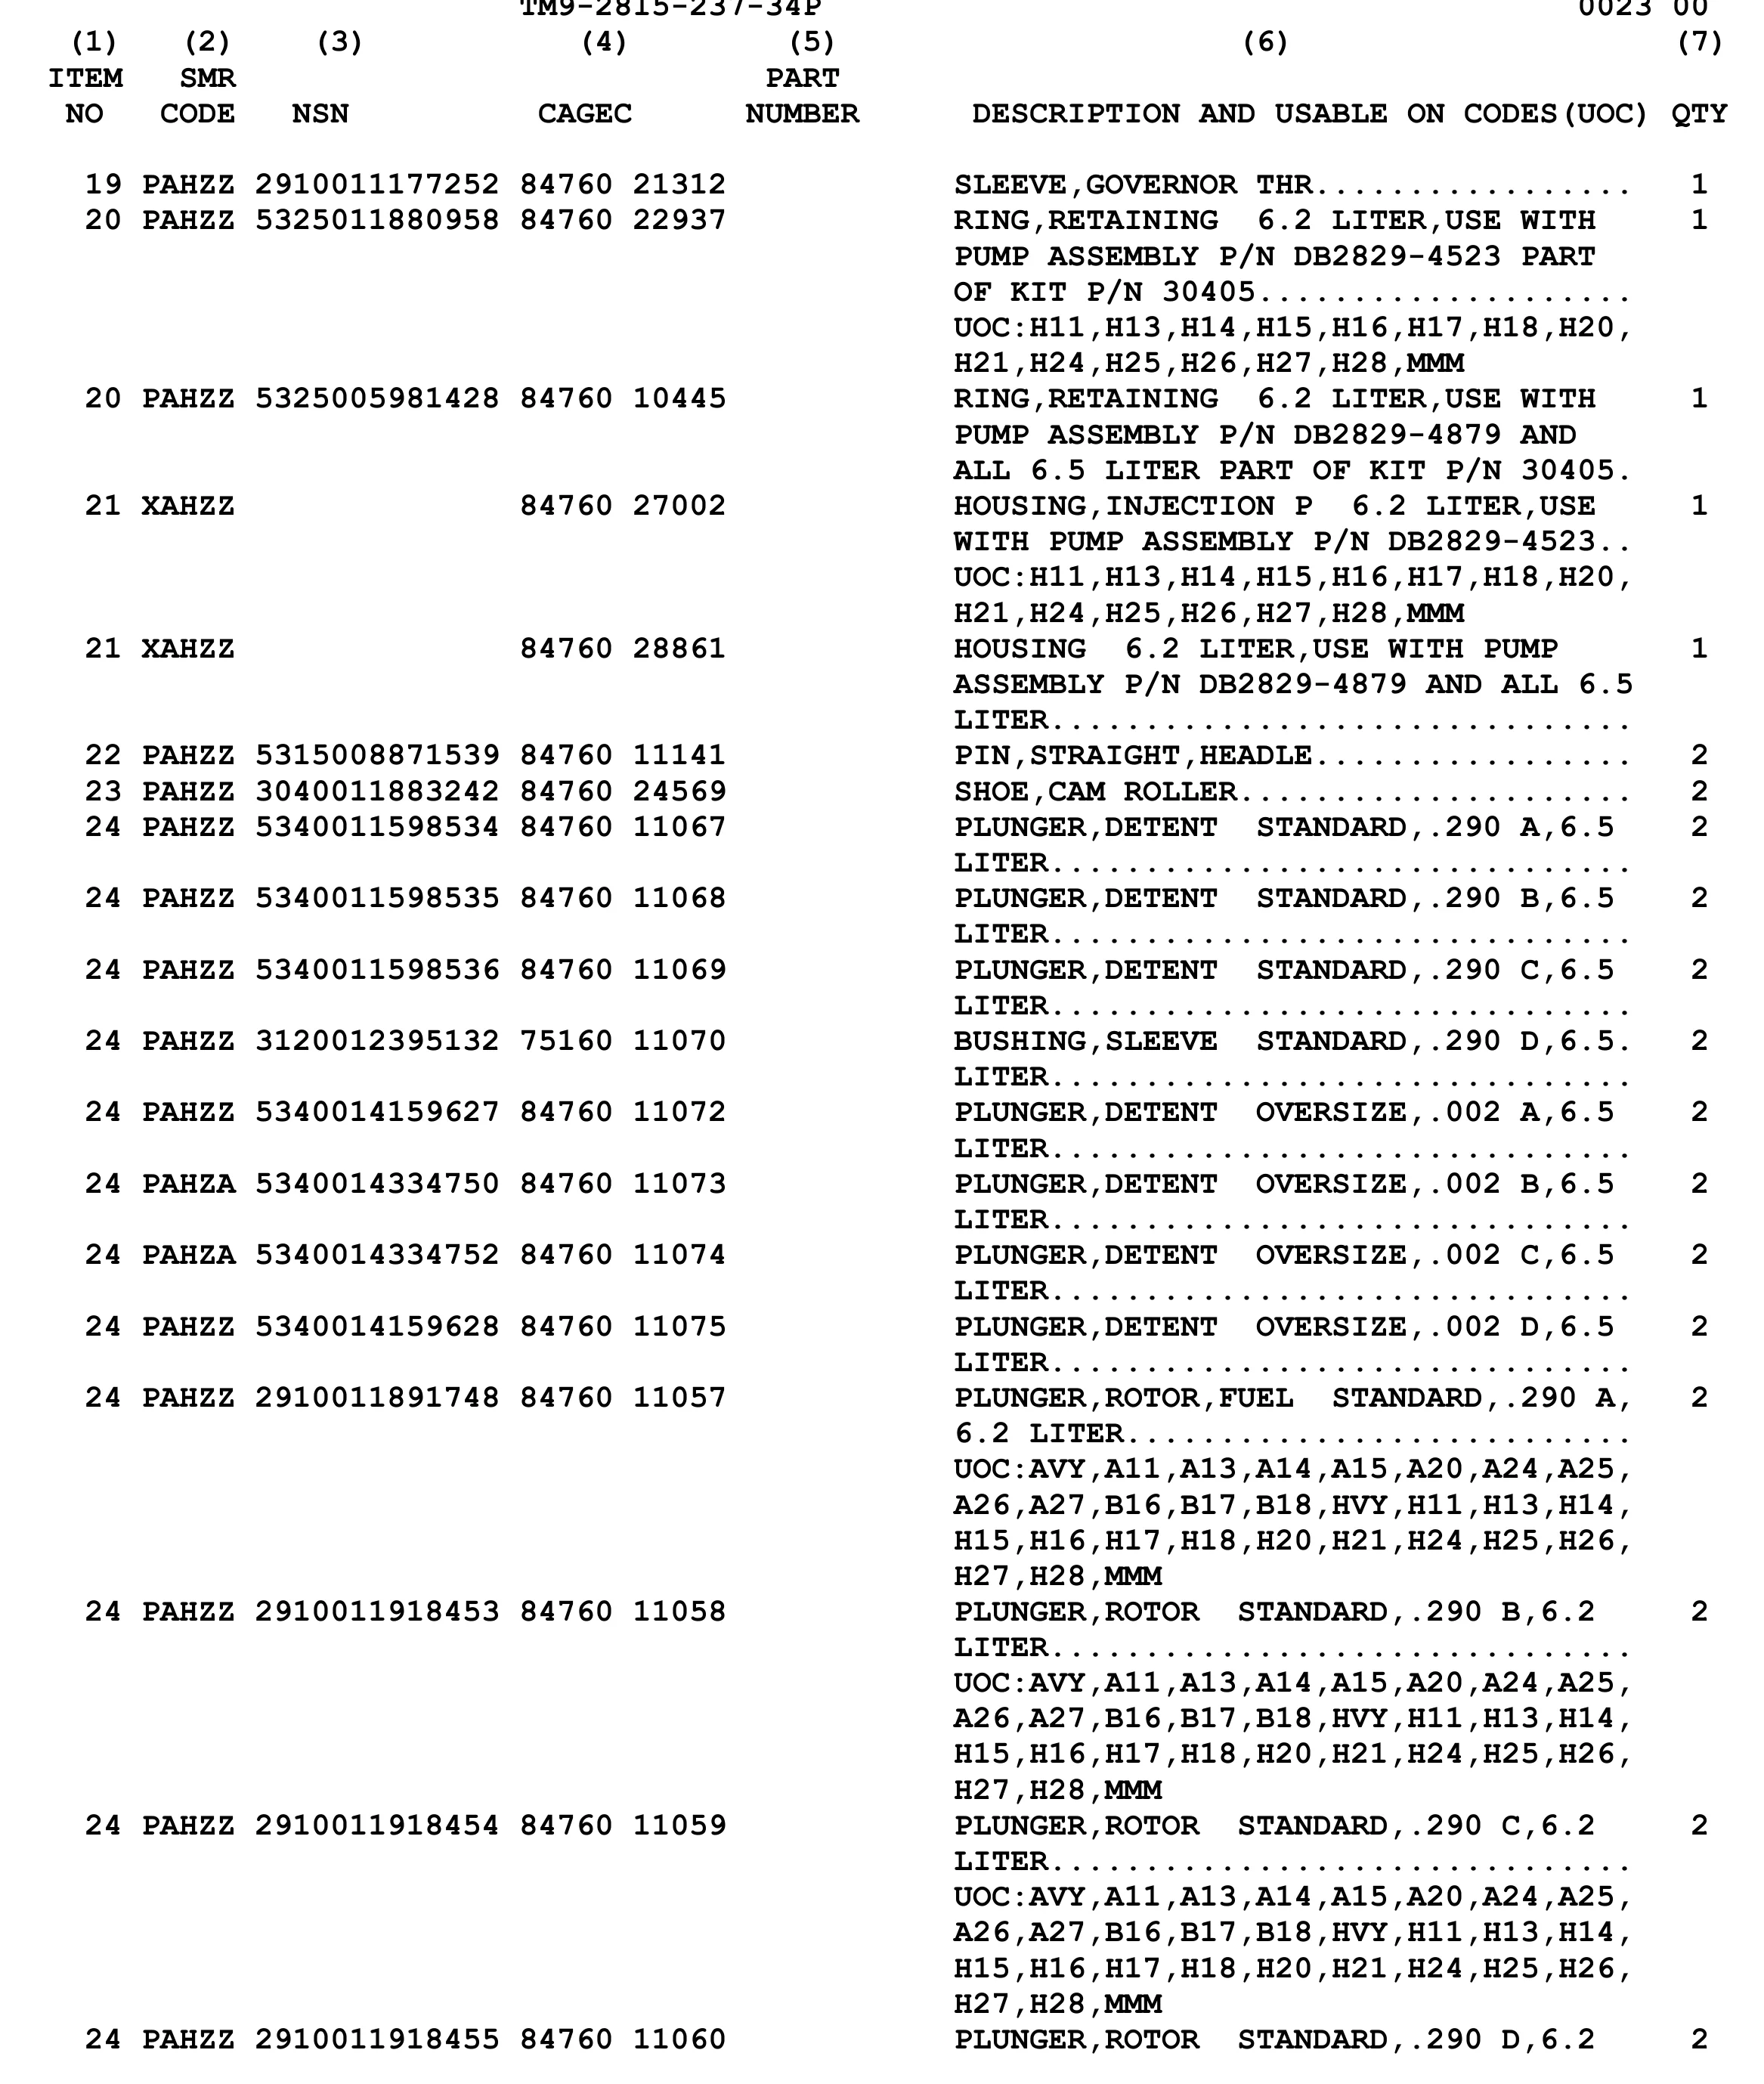 TM9-2815-237-34P 0023 00
(1) (2) (3) (4) (5) (6) (7)
ITEM SMR PART
NO CODE NSN CAGEC NUMBER DESCRIPTION AND USABLE ON CODES(UOC) QTY
19 PAHZZ 2910011177252 84760 21312 SLEEVE,GOVERNOR THR................. 1
20 PAHZZ 5325011880958 84760 22937 RING,RETAINING 6.2 LITER,USE WITH 1
PUMP ASSEMBLY P/N DB2829-4523 PART
OF KIT P/N 30405....................
UOC:H11,H13,H14,H15,H16,H17,H18,H20,
H21,H24,H25,H26,H27,H28,MMM
20 PAHZZ 5325005981428 84760 10445 RING,RETAINING 6.2 LITER,USE WITH 1
PUMP ASSEMBLY P/N DB2829-4879 AND
ALL 6.5 LITER PART OF KIT P/N 30405.
21 XAHZZ 84760 27002 HOUSING,INJECTION P 6.2 LITER,USE 1
WITH PUMP ASSEMBLY P/N DB2829-4523..
UOC:H11,H13,H14,H15,H16,H17,H18,H20,
H21,H24,H25,H26,H27,H28,MMM
21 XAHZZ 84760 28861 HOUSING 6.2 LITER,USE WITH PUMP 1
ASSEMBLY P/N DB2829-4879 AND ALL 6.5
LITER...............................
22 PAHZZ 5315008871539 84760 11141 PIN,STRAIGHT,HEADLE................. 2
23 PAHZZ 3040011883242 84760 24569 SHOE,CAM ROLLER..................... 2
24 PAHZZ 5340011598534 84760 11067 PLUNGER,DETENT STANDARD,.290 A,6.5 2
LITER...............................
24 PAHZZ 5340011598535 84760 11068 PLUNGER,DETENT STANDARD,.290 B,6.5 2
LITER...............................
24 PAHZZ 5340011598536 84760 11069 PLUNGER,DETENT STANDARD,.290 C,6.5 2
LITER...............................
24 PAHZZ 3120012395132 75160 11070 BUSHING,SLEEVE STANDARD,.290 D,6.5. 2
LITER...............................
24 PAHZZ 5340014159627 84760 11072 PLUNGER,DETENT OVERSIZE,.002 A,6.5 2
LITER...............................
24 PAHZA 5340014334750 84760 11073 PLUNGER,DETENT OVERSIZE,.002 B,6.5 2
LITER...............................
24 PAHZA 5340014334752 84760 11074 PLUNGER,DETENT OVERSIZE,.002 C,6.5 2
LITER...............................
24 PAHZZ 5340014159628 84760 11075 PLUNGER,DETENT OVERSIZE,.002 D,6.5 2
LITER...............................
24 PAHZZ 2910011891748 84760 11057 PLUNGER,ROTOR,FUEL STANDARD,.290 A, 2
6.2 LITER...........................
UOC:AVY,A11,A13,A14,A15,A20,A24,A25,
A26,A27,B16,B17,B18,HVY,H11,H13,H14,
H15,H16,H17,H18,H20,H21,H24,H25,H26,
H27,H28,MMM
24 PAHZZ 2910011918453 84760 11058 PLUNGER,ROTOR STANDARD,.290 B,6.2 2
LITER...............................
UOC:AVY,A11,A13,A14,A15,A20,A24,A25,
A26,A27,B16,B17,B18,HVY,H11,H13,H14,
H15,H16,H17,H18,H20,H21,H24,H25,H26,
H27,H28,MMM
24 PAHZZ 2910011918454 84760 11059 PLUNGER,ROTOR STANDARD,.290 C,6.2 2
LITER...............................
UOC:AVY,A11,A13,A14,A15,A20,A24,A25,
A26,A27,B16,B17,B18,HVY,H11,H13,H14,
H15,H16,H17,H18,H20,H21,H24,H25,H26,
H27,H28,MMM
24 PAHZZ 2910011918455 84760 11060 PLUNGER,ROTOR STANDARD,.290 D,6.2 2